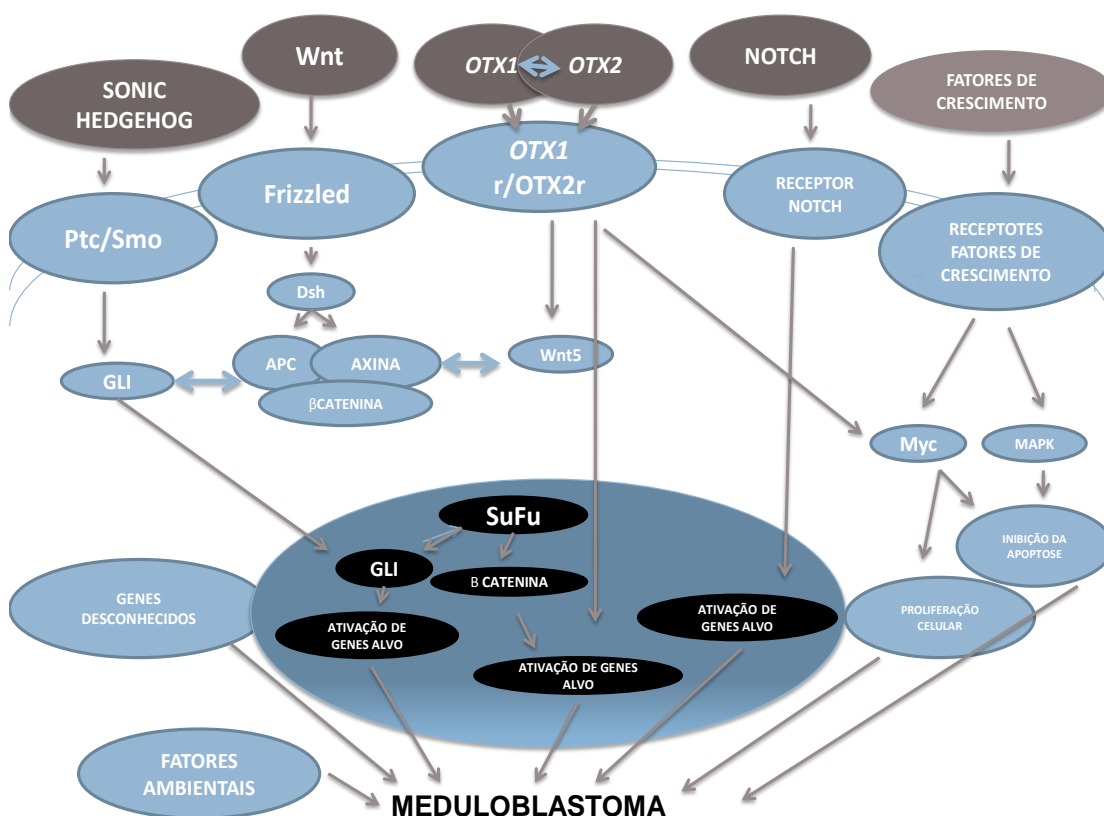 Wnt
OTX1
OTX2
NOTCH
SONIC
HEDGEHOG
FATORES DE
CRESCIMENTO
OTX1
r/OTX2r
Frizzled
RECEPTOR
NOTCH
Ptc/Smo
RECEPTOTES
FATORES DE
CRESCIMENTO
Dsh
APC
AXINA
Wnt5
GLI
βCATENINA
Myc
MAPK
SuFu
INIBIÇÃO DA
APOPTOSE
GLI
Β CATENINA
GENES
DESCONHECIDOS
ATIVAÇÃO DE
GENES ALVO
ATIVAÇÃO DE
GENES ALVO
PROLIFERAÇÃO
CELULAR
ATIVAÇÃO DE GENES
ALVO
FATORES
AMBIENTAIS
MEDULOBLASTOMA